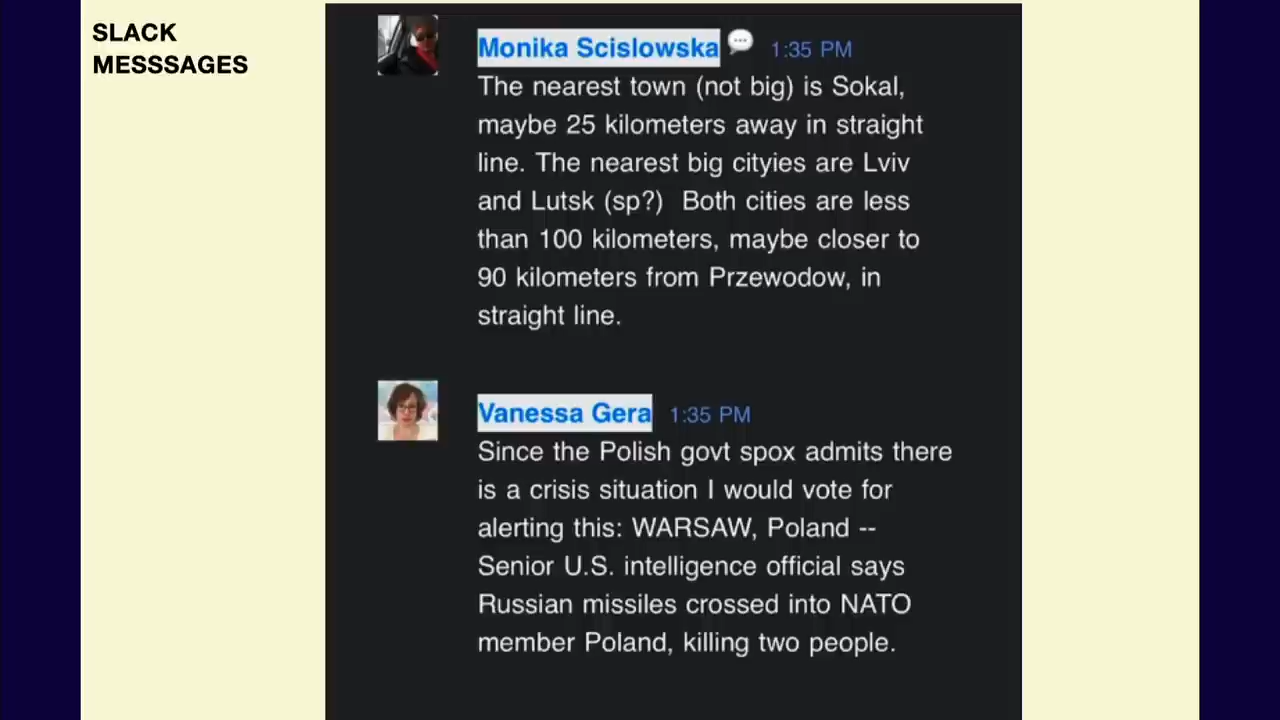 SLACK
MESSSAGES
Monika Scislowska 1:35 PM
The nearest town (not big) is Sokal,
maybe 25 kilometers away in straight
line. The nearest big cityies are Lviv
and Lutsk (sp?)  Both cities are less
than 100 kilometers, maybe closer to
90 kilometers from Przewodow, in
straight line.
Vanessa Gera 1:35 PM
Since the Polish govt spox admits there
is a crisis situation I would vote for
alerting this: WARSAW, Poland --
Senior U.S. intelligence official says
Russian missiles crossed into NATO
member Poland, killing two people.